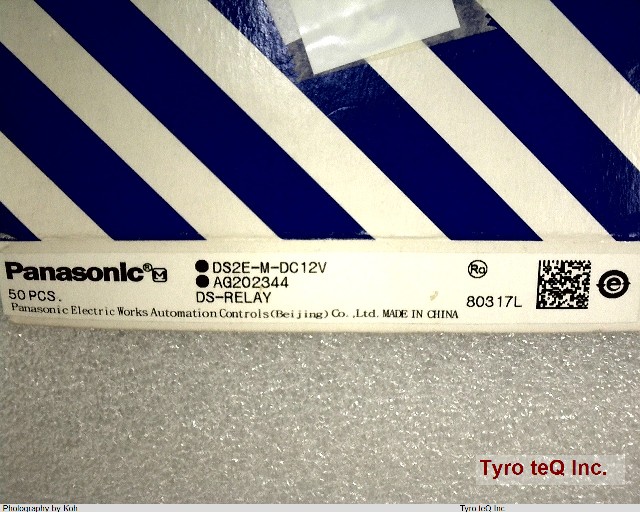 Panasonic® M
●DS2E-M-DC12V
●AG202344
DS-RELAY
50 PCS.
80317L
Ra
e
Panasonic Electric Works Automation Controls(Beijing)Co.,Ltd. MADE IN CHINA
Tyro teQ Inc.
Photography by Koh
Tyro teQ Inc